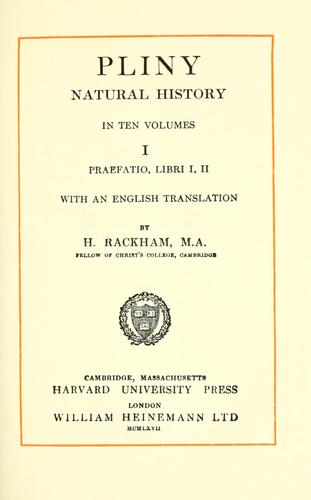 PLINY
NATURAL HISTORY
IN TEN VOLUMES
I
PRAEFATIO, LIBRI I, II
WITH AN ENGLISH TRANSLATION
BY
H. RACKHAM, M.A.
FELLOW OF CHRIST'S COLLEGE, CAMBRIDGE
CAMBRIDGE, MASSACHUSETTS
HARVARD UNIVERSITY PRESS
LONDON
WILLIAM HEINEMANN LTD
MCMLXVII